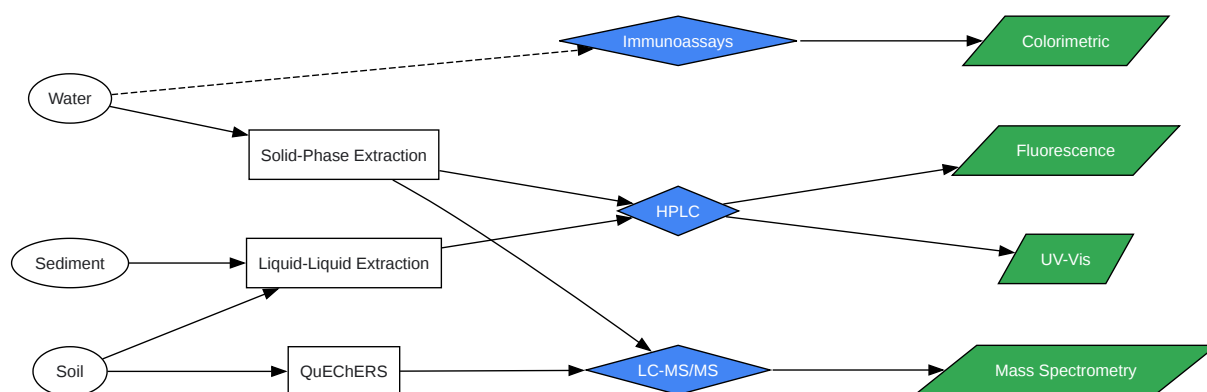 Immunoassays
Colorimetric
Water
Solid-Phase Extraction
Fluorescence
HPLC
Sediment
Liquid-Liquid Extraction
UV-Vis
Soil
QuEChERS
LC-MS/MS
Mass Spectrometry